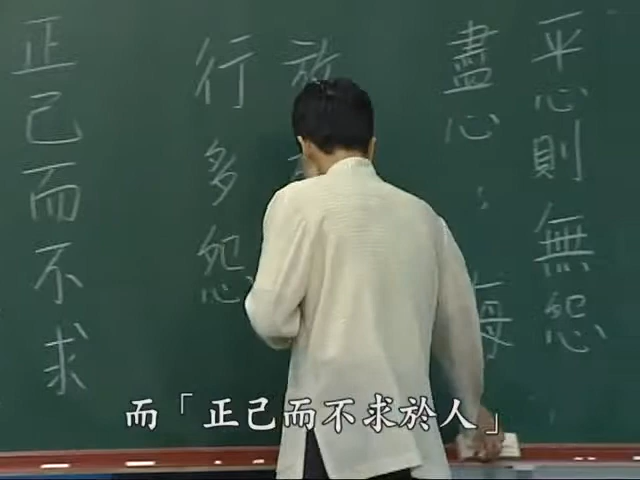 平心則無怨
盡心；
放
行多怨
正己而不求
而「正己而不求於人」